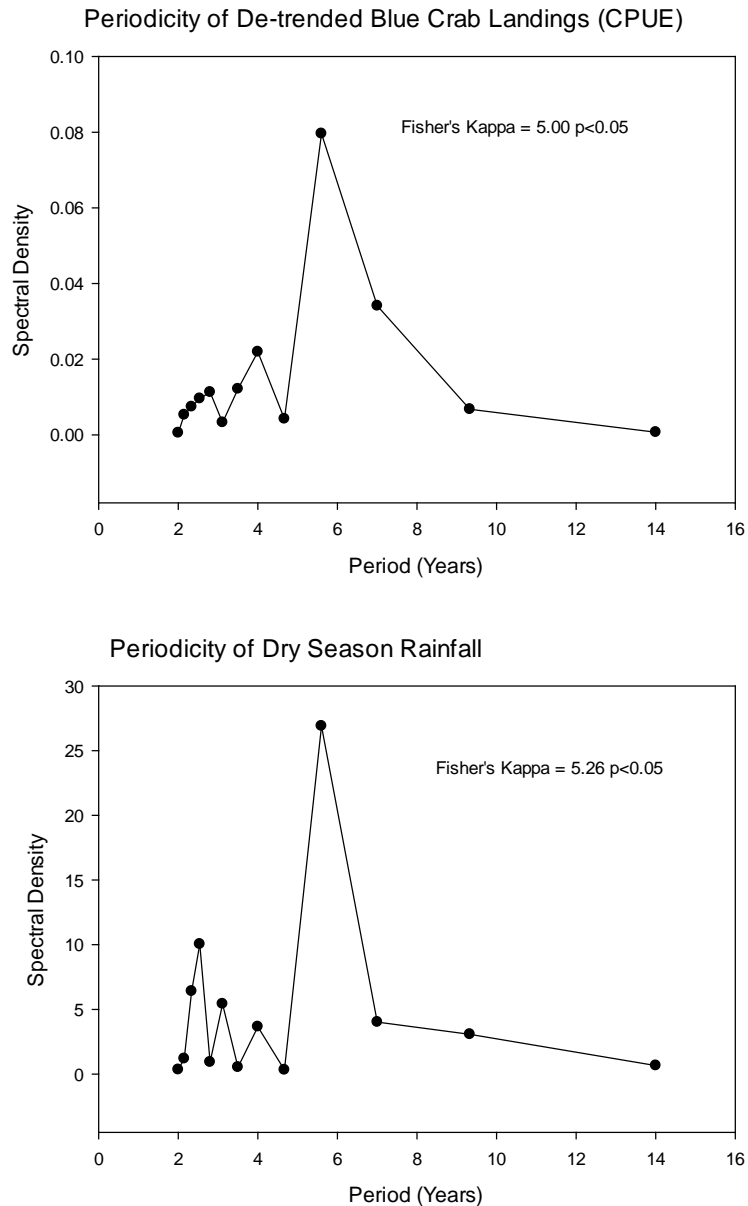 Periodicity of De-trended Blue Crab Landings (CPUE)
0.10
Fisher's Kappa = 5.00 p<0.05
0.08
0.06
Spectral Density
0.04
0.02
0.00
0 2 4 6 8 10 12 14 16
Period (Years)
Periodicity of Dry Season Rainfall
30
Fisher's Kappa = 5.26 p<0.05
25
20
Spectral Density
15
10
5
0
0 2 4 6 8 10 12 14 16
Period (Years)